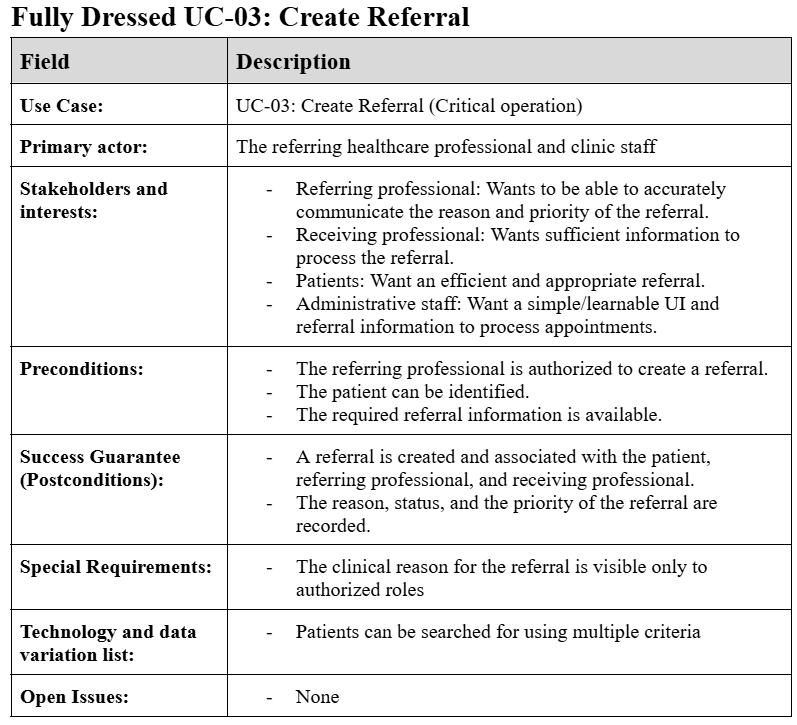 Fully Dressed UC-03: Create Referral
Field Description
Use Case: UC-03: Create Referral (Critical operation)
Primary actor: The referring healthcare professional and clinic staff
Stakeholders and interests:
- Referring professional: Wants to be able to accurately
communicate the reason and priority of the referral.
- Receiving professional: Wants sufficient information to
process the referral.
- Patients: Want an efficient and appropriate referral.
- Administrative staff: Want a simple/learnable UI and
referral information to process appointments.
Preconditions:
- The referring professional is authorized to create a referral.
- The patient can be identified.
- The required referral information is available.
Success Guarantee
(Postconditions):
- A referral is created and associated with the patient,
referring professional, and receiving professional.
- The reason, status, and the priority of the referral are
recorded.
Special Requirements:
- The clinical reason for the referral is visible only to
authorized roles
Technology and data
variation list:
- Patients can be searched for using multiple criteria
Open Issues:
- None